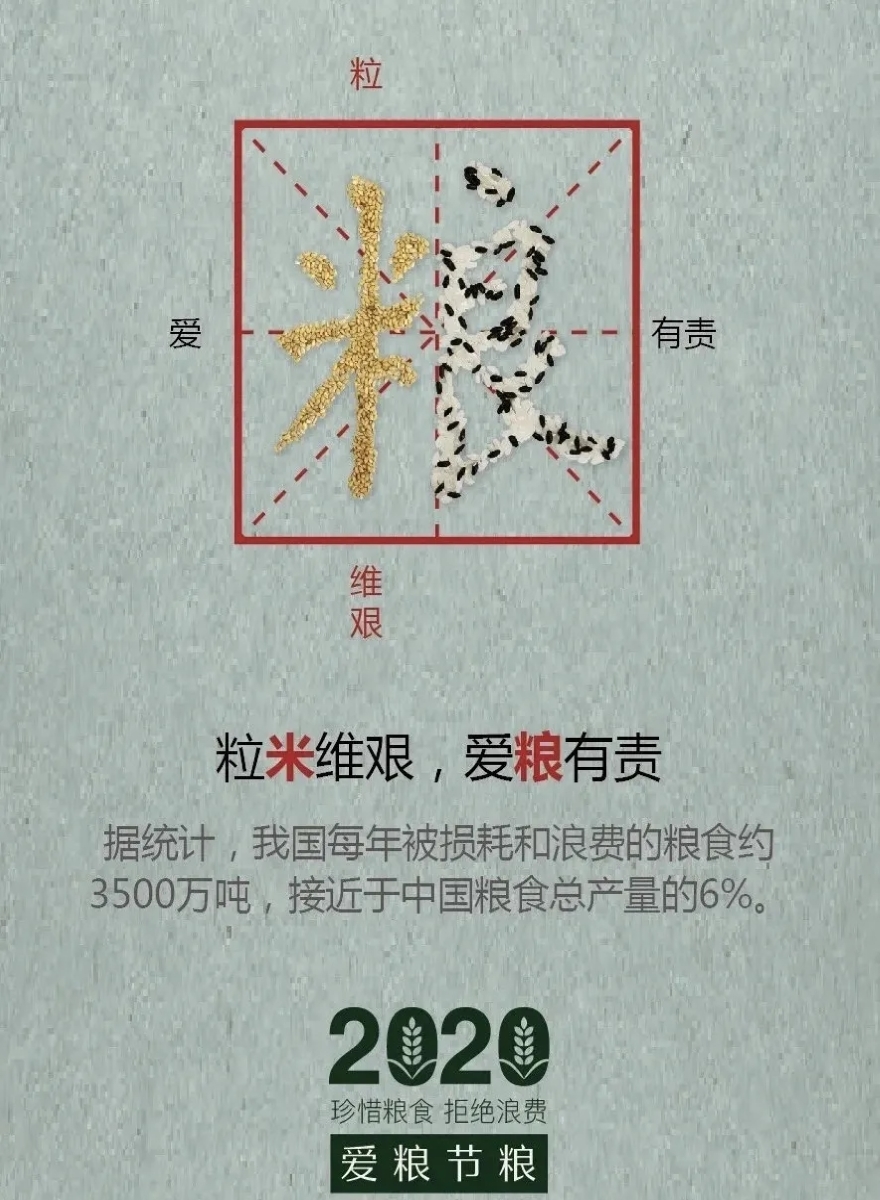 粒
爱 粮 有责
维
艰
粒米维艰，爱粮有责
据统计，我国每年被损耗和浪费的粮食约
3500万吨，接近于中国粮食总产量的6%。
2020
珍惜粮食 拒绝浪费
爱粮节粮